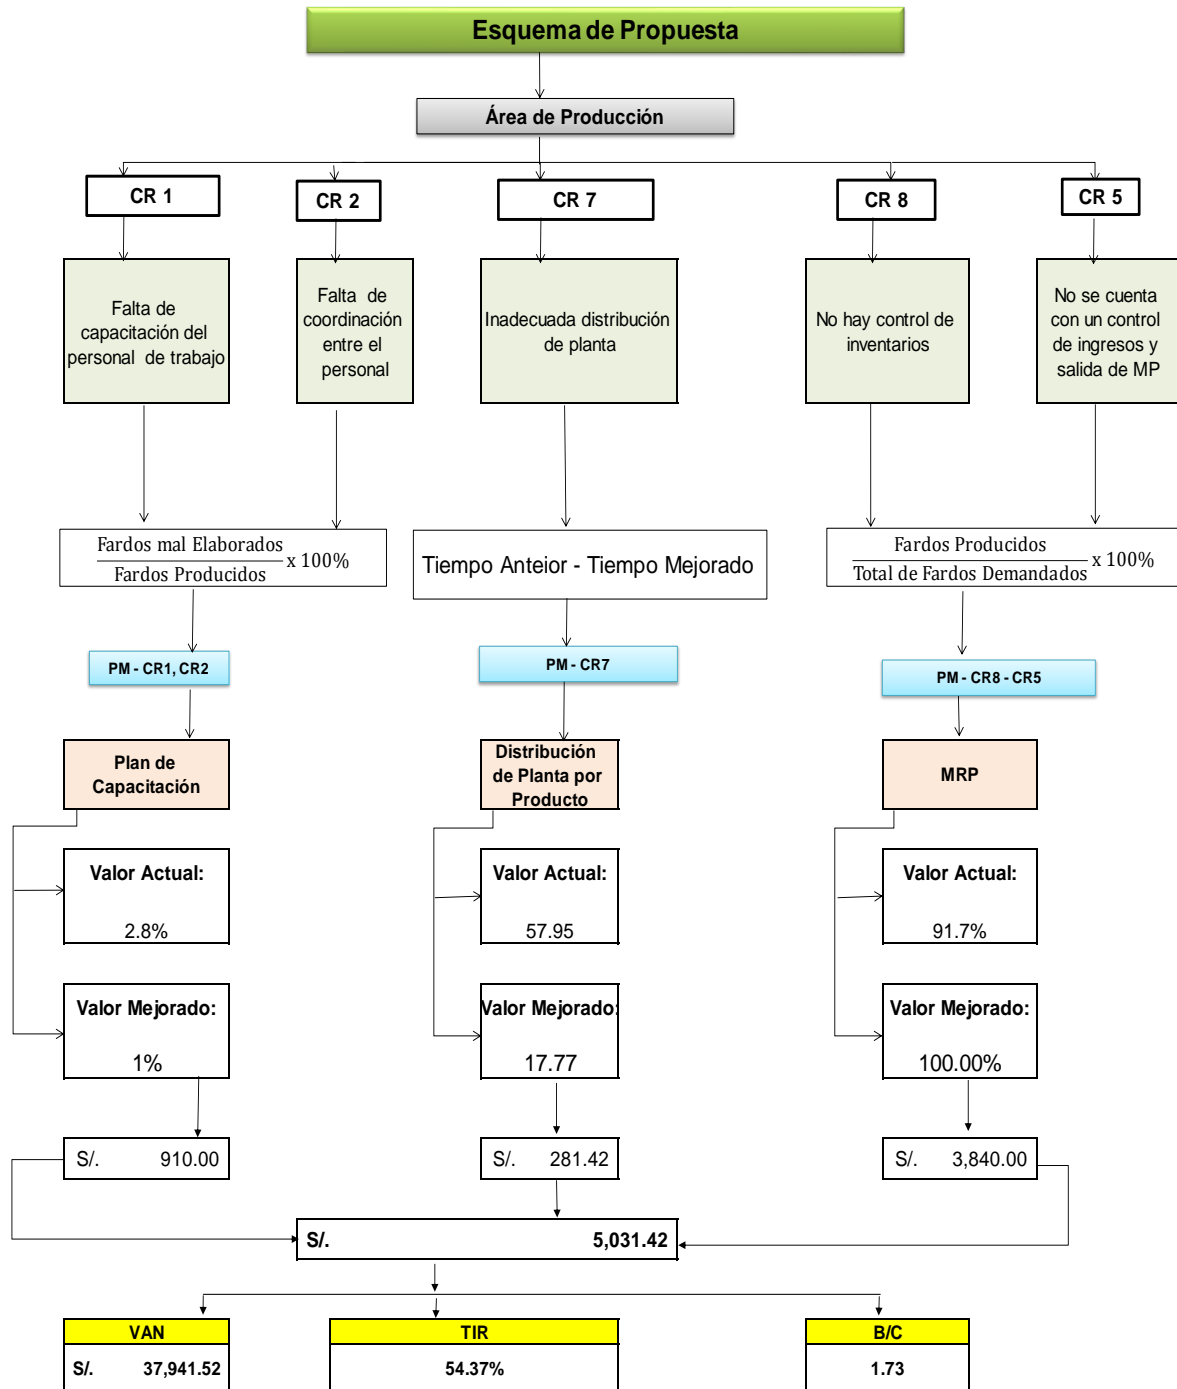 Esquema de Propuesta
Área de Producción
CR 1
CR 2
CR 7
CR 8
CR 5
Falta de
capacitación del
personal de trabajo
Falta de
coordinación
entre el
personal
Inadecuada distribución
de planta
No hay control de
inventarios
No se cuenta
con un control
de ingresos y
salida de MP
Fardos mal Elaborados
Fardos Producidos
x 100%
Tiempo Anteior - Tiempo Mejorado
Fardos Producidos
Total de Fardos Demandados
x 100%
PM - CR1, CR2
PM - CR7
PM - CR8 - CR5
Plan de
Capacitación
Distribución
de Planta por
Producto
MRP
Valor Actual:
2.8%
Valor Actual:
57.95
Valor Actual:
91.7%
Valor Mejorado:
1%
Valor Mejorado:
17.77
Valor Mejorado:
100.00%
S/. 910.00
S/. 281.42
S/. 3,840.00
S/. 5,031.42
VAN
S/. 37,941.52
TIR
54.37%
B/C
1.73